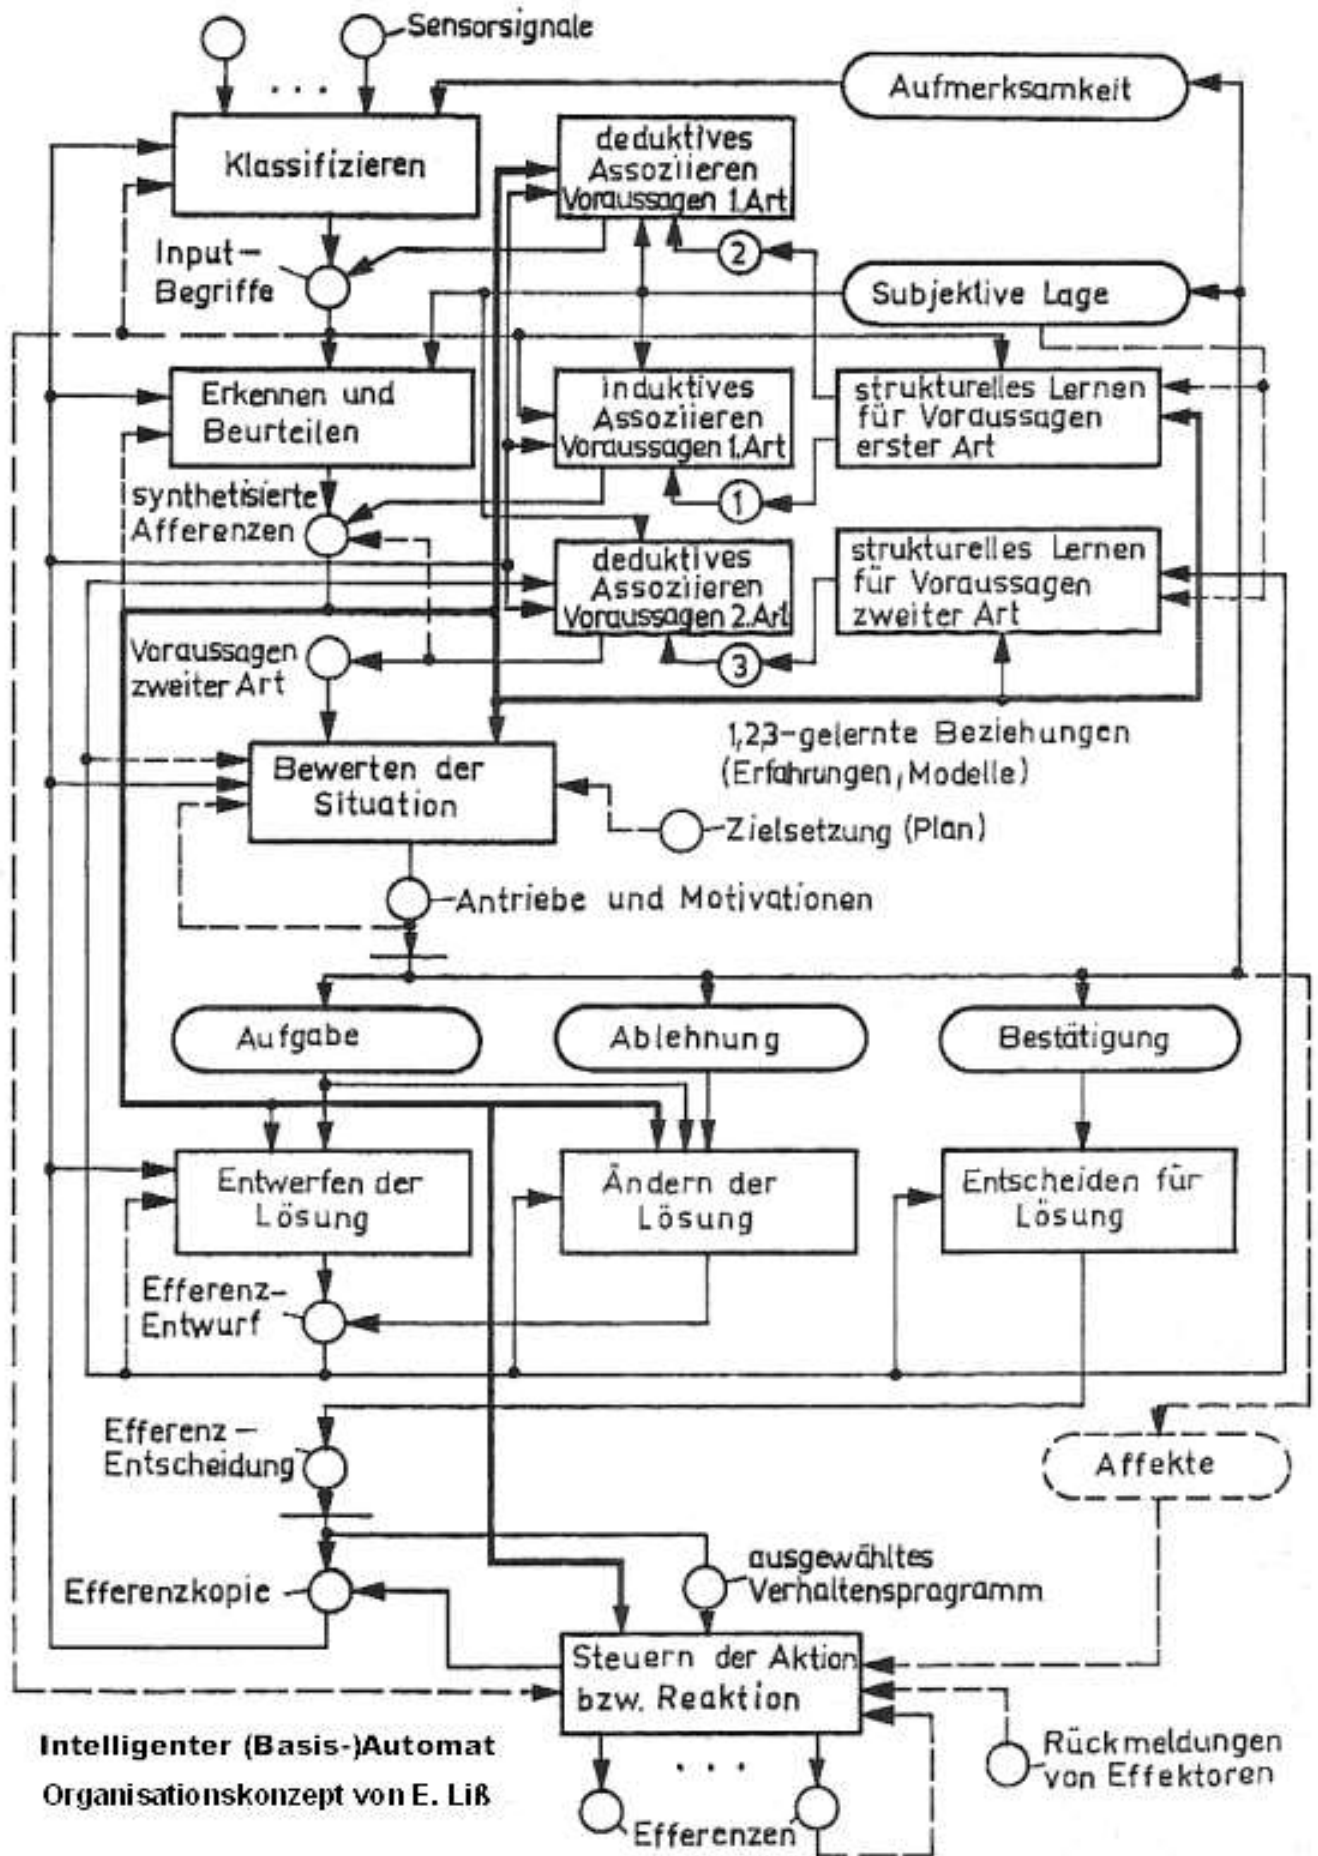 Sensorsignale
. . .
Aufmerksamkeit
Klassifizieren
deduktives
Assoziieren
Voraussagen 1.Art
2
Input-
Begriffe
Subjektive Lage
Erkennen und
Beurteilen
induktives
Assoziieren
Voraussagen 1.Art
strukturelles Lernen
für Voraussagen
erster Art
synthetisierte
Afferenzen
1
deduktives
Assoziieren
Voraussagen 2.Art
strukturelles Lernen
für Voraussagen
zweiter Art
Voraussagen
zweiter Art
3
1,2,3-gelernte Beziehungen
(Erfahrungen, Modelle)
Bewerten der
Situation
Zielsetzung (Plan)
Antriebe und Motivationen
Aufgabe
Ablehnung
Bestätigung
Entwerfen der
Lösung
Ändern der
Lösung
Entscheiden für
Lösung
Efferenz-
Entwurf
Efferenz-
Entscheidung
Affekte
Efferenzkopie
ausgewähltes
Verhaltensprogramm
Steuern der Aktion
bzw. Reaktion
Intelligenter (Basis-)Automat
Organisationskonzept von E. Liß
. . .
Rückmeldungen
von Effektoren
Efferenzen